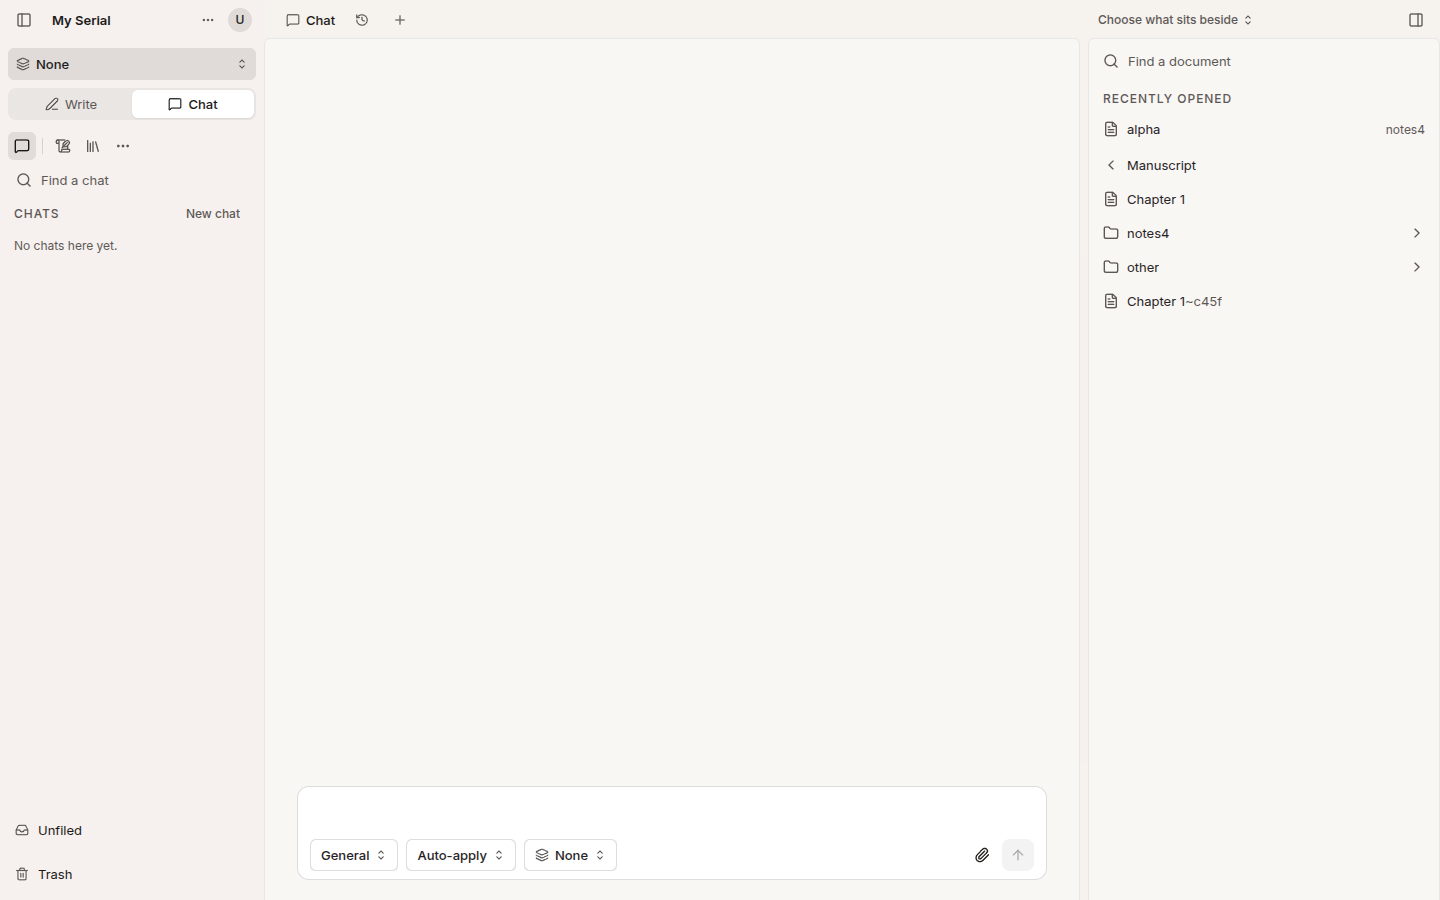 My Serial
U
None
Write
Chat
Find a chat
CHATS
New chat
No chats here yet.
Unfiled
Trash
Chat
General
Auto-apply
None
Choose what sits beside
Find a document
RECENTLY OPENED
alpha
notes4
Manuscript
Chapter 1
notes4
other
Chapter 1~c45f